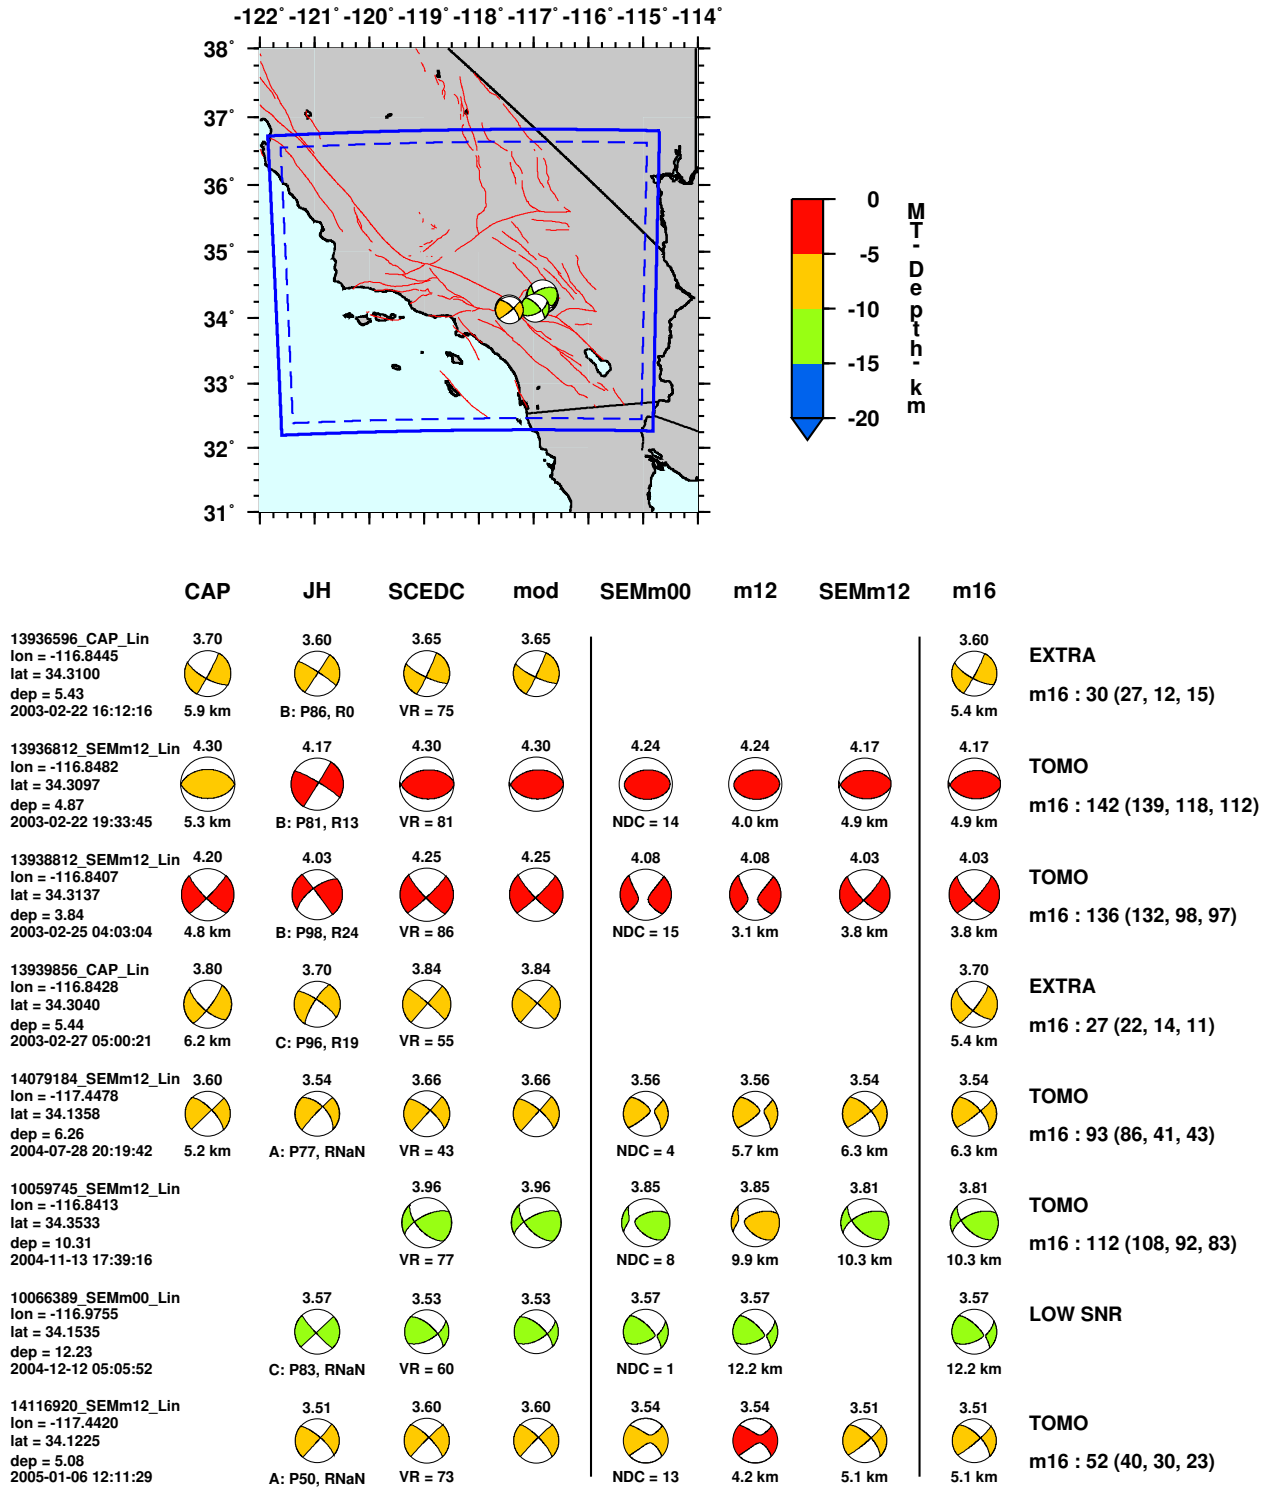 -122° -121° -120° -119° -118° -117° -116° -115° -114°
38°
37°
36°
35°
34°
33°
32°
31°
0
-5
-10
-15
-20
MT-Depth-km
CAP JH SCEDC mod SEMm00 m12 SEMm12 m16
13936596_CAP_Lin 3.70 3.60 3.65 3.65 3.60
lon = -116.8445
lat = 34.3100
dep = 5.43
2003-02-22 16:12:16 5.9 km B: P86, R0 VR = 75 5.4 km
EXTRA
m16 : 30 (27, 12, 15)
13936812_SEMm12_Lin 4.30 4.17 4.30 4.30 4.24 4.24 4.17 4.17
lon = -116.8482
lat = 34.3097
dep = 4.87
2003-02-22 19:33:45 5.3 km B: P81, R13 VR = 81 NDC = 14 4.0 km 4.9 km 4.9 km
TOMO
m16 : 142 (139, 118, 112)
13938812_SEMm12_Lin 4.20 4.03 4.25 4.25 4.08 4.08 4.03 4.03
lon = -116.8407
lat = 34.3137
dep = 3.84
2003-02-25 04:03:04 4.8 km B: P98, R24 VR = 86 NDC = 15 3.1 km 3.8 km 3.8 km
TOMO
m16 : 136 (132, 98, 97)
13939856_CAP_Lin 3.80 3.70 3.84 3.84 3.70
lon = -116.8428
lat = 34.3040
dep = 5.44
2003-02-27 05:00:21 6.2 km C: P96, R19 VR = 55 5.4 km
EXTRA
m16 : 27 (22, 14, 11)
14079184_SEMm12_Lin 3.60 3.54 3.66 3.66 3.56 3.56 3.54 3.54
lon = -117.4478
lat = 34.1358
dep = 6.26
2004-07-28 20:19:42 5.2 km A: P77, RNaN VR = 43 NDC = 4 5.7 km 6.3 km 6.3 km
TOMO
m16 : 93 (86, 41, 43)
10059745_SEMm12_Lin 3.96 3.96 3.85 3.85 3.81 3.81
lon = -116.8413
lat = 34.3533
dep = 10.31
2004-11-13 17:39:16 VR = 77 NDC = 8 9.9 km 10.3 km 10.3 km
TOMO
m16 : 112 (108, 92, 83)
10066389_SEMm00_Lin 3.57 3.53 3.53 3.57 3.57 3.57
lon = -116.9755
lat = 34.1535
dep = 12.23
2004-12-12 05:05:52 C: P83, RNaN VR = 60 NDC = 1 12.2 km 12.2 km
LOW SNR
14116920_SEMm12_Lin 3.51 3.60 3.60 3.54 3.54 3.51 3.51
lon = -117.4420
lat = 34.1225
dep = 5.08
2005-01-06 12:11:29 A: P50, RNaN VR = 73 NDC = 13 4.2 km 5.1 km 5.1 km
TOMO
m16 : 52 (40, 30, 23)